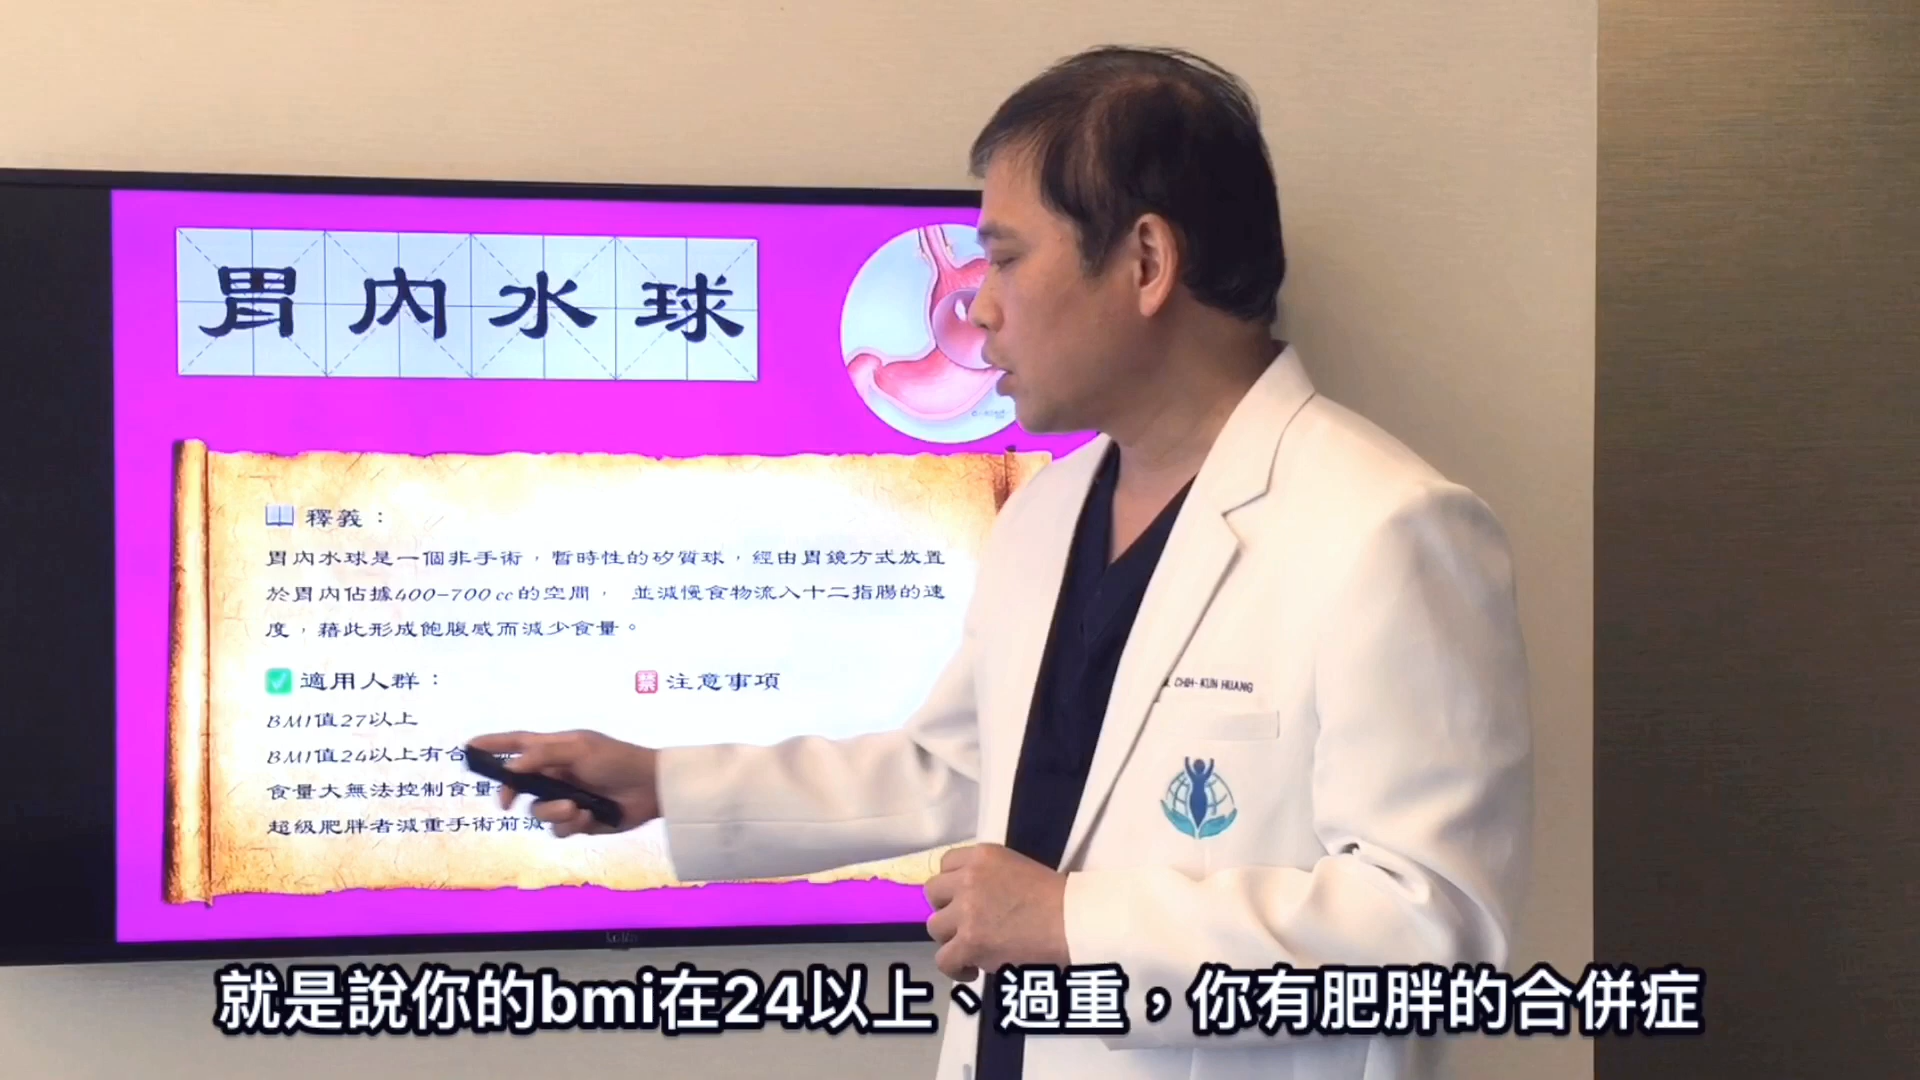 胃內水球
釋義：
胃內水球是一個非手術，暫時性的矽質球，經由胃鏡方式放置
於胃內佔據400-700cc的空間， 並減慢食物流入十二指腸的速
度，藉此形成飽腹感而減少食量。
適用人群：
禁 注意事項
BMI值27以上
BMI值24以上有合
食量大無法控制食量
超級肥胖者減重手術前減
CHIH-KUN HUANG
就是說你的bmi在24以上、過重，你有肥胖的合併症